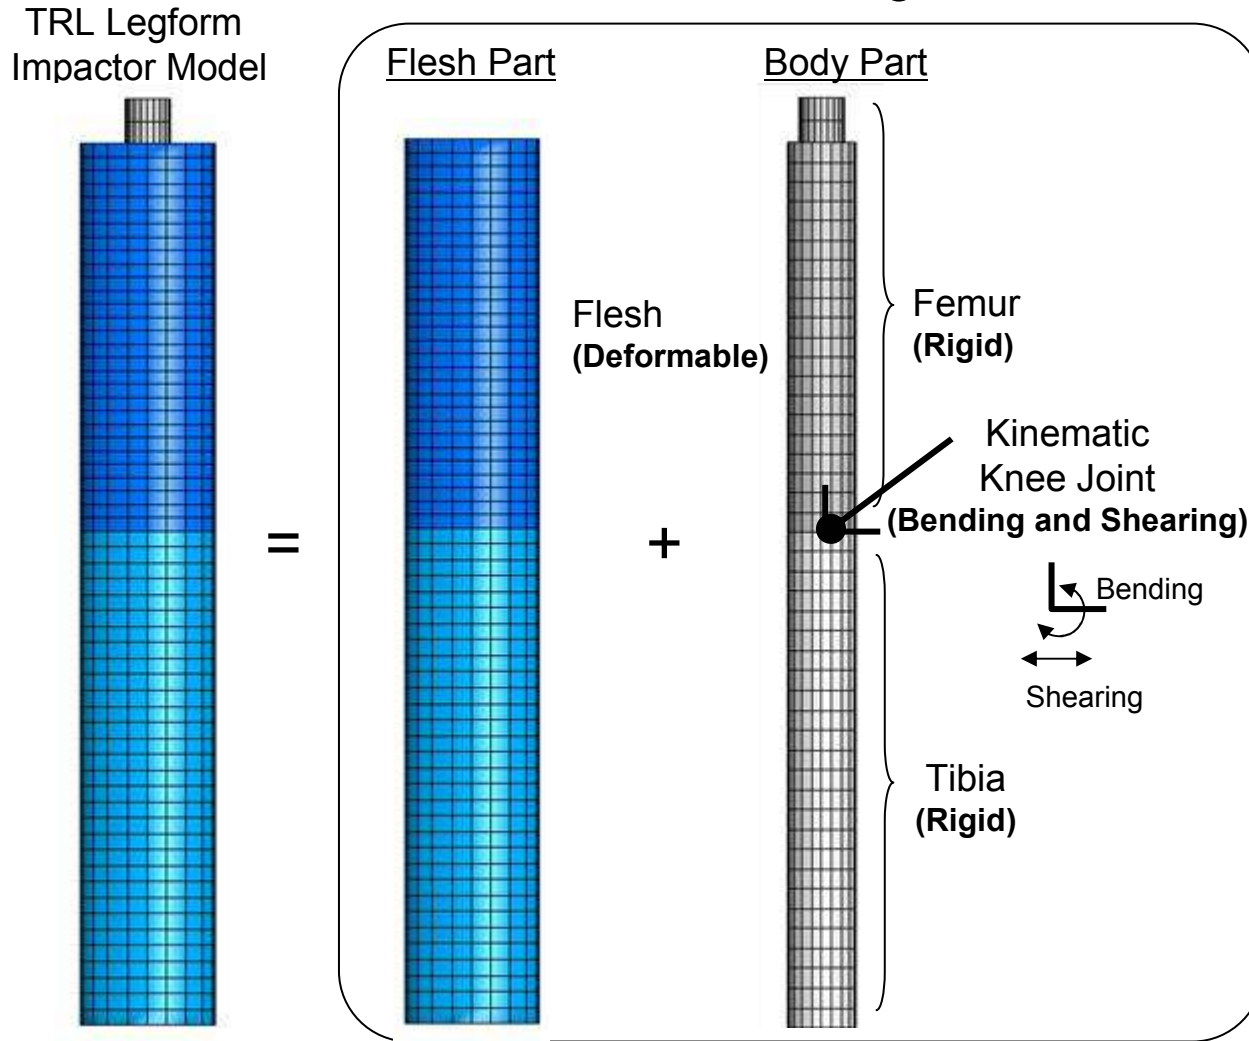 TRL Legform
Impactor Model
Flesh Part
Body Part
Flesh
(Deformable)
Femur
(Rigid)
Kinematic
Knee Joint
(Bending and Shearing)
=
+
Bending
Shearing
Tibia
(Rigid)